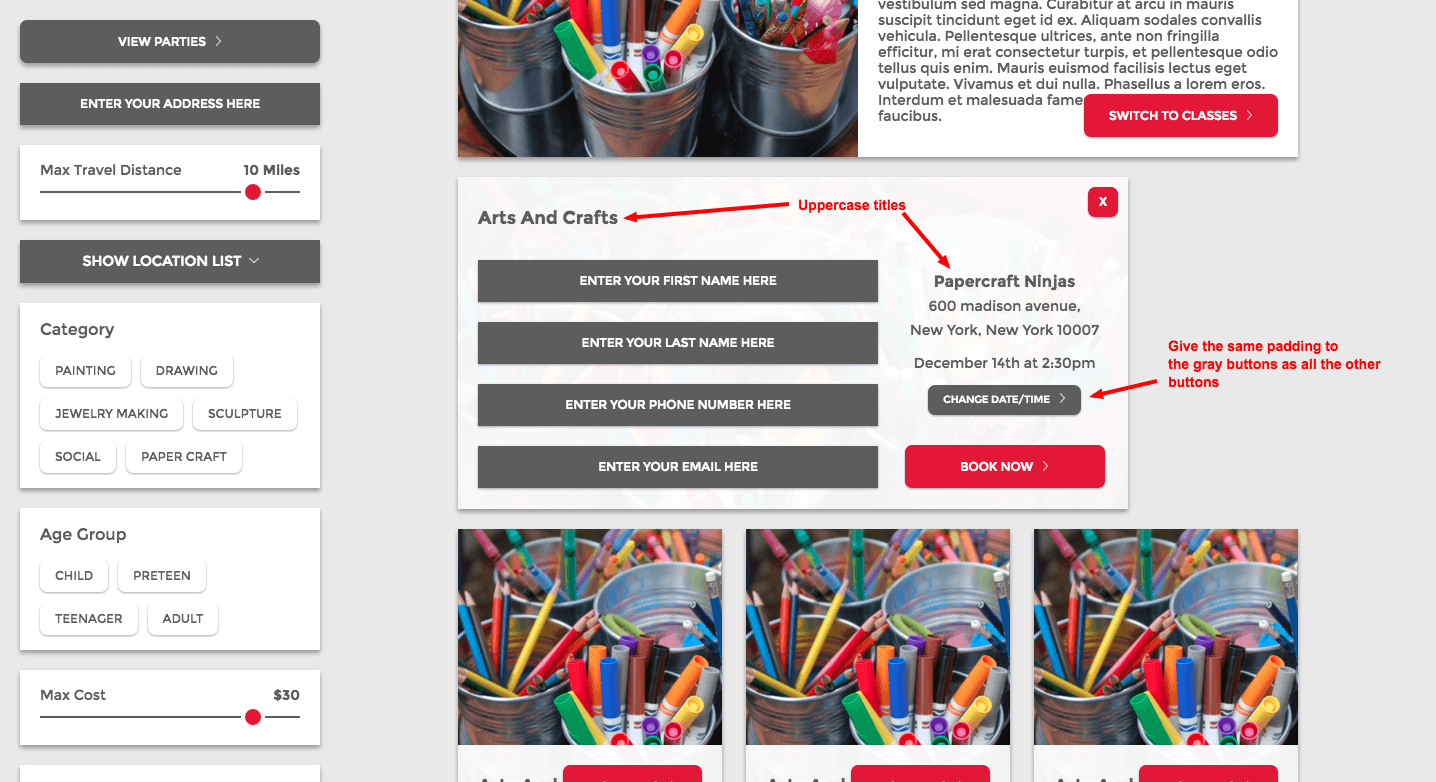 VIEW PARTIES
ENTER YOUR ADDRESS HERE
Max Travel Distance 10 Miles
SHOW LOCATION LIST
Category
PAINTING DRAWING
JEWELRY MAKING SCULPTURE
SOCIAL PAPER CRAFT
Age Group
CHILD PRETEEN
TEENAGER ADULT
Max Cost $30
vestibulum sed magna. Curabitur at arcu in mauris
suscipit tincidunt eget id ex. Aliquam sodales convallis
vehicula. Pellentesque ultrices, ante non fringilla
efficitur, mi erat consectetur turpis, et pellentesque odio
tellus quis enim. Mauris euismod facilisis lectus eget
vulputate. Vivamus et dui nulla. Phasellus a lorem eros.
Interdum et malesuada fame
faucibus.
SWITCH TO CLASSES
X
Arts And Crafts
Uppercase titles
ENTER YOUR FIRST NAME HERE
ENTER YOUR LAST NAME HERE
ENTER YOUR PHONE NUMBER HERE
ENTER YOUR EMAIL HERE
Papercraft Ninjas
600 madison avenue,
New York, New York 10007
December 14th at 2:30pm
CHANGE DATE/TIME
BOOK NOW
Give the same padding to
the gray buttons as all the other
buttons
Arts And
Arts And
Arts And